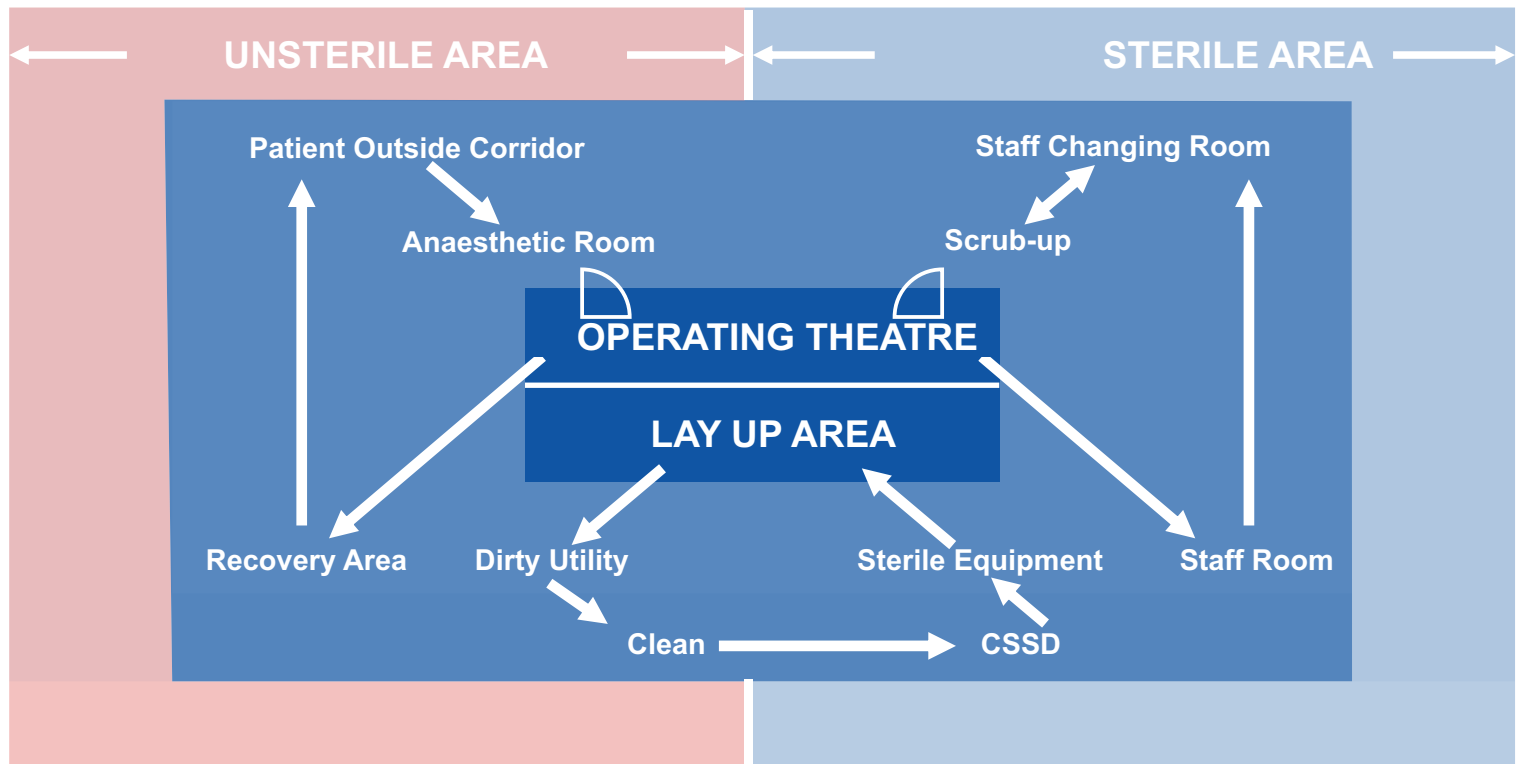 UNSTERILE AREA
STERILE AREA
Patient Outside Corridor
Staff Changing Room
Anaesthetic Room
Scrub-up
OPERATING THEATRE
LAY UP AREA
Recovery Area
Dirty Utility
Sterile Equipment
Staff Room
Clean
CSSD